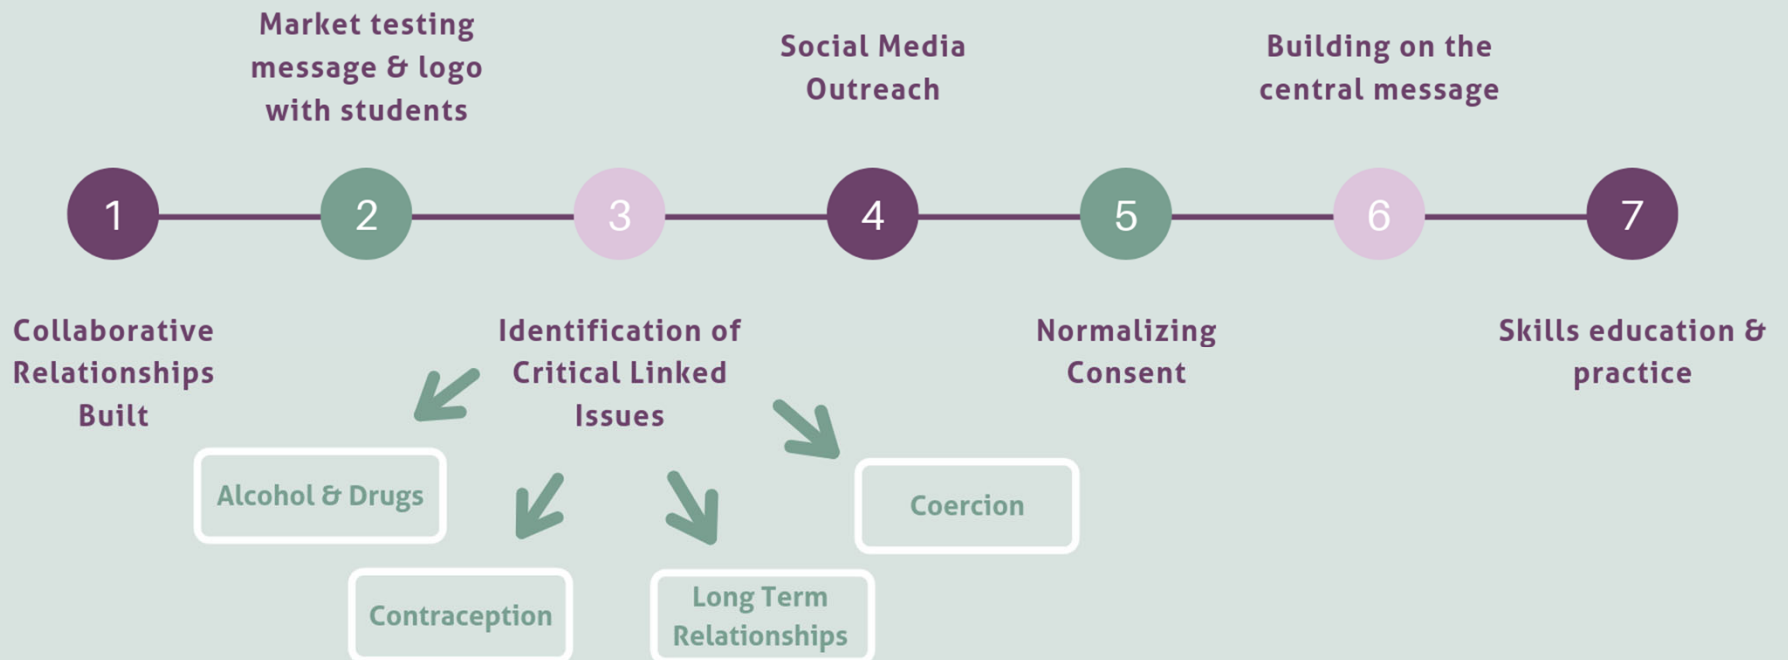 Market testing
message & logo
with students
Social Media
Outreach
Building on the
central message
1
2
3
4
5
6
7
Collaborative
Relationships
Built
Identification of
Critical Linked
Issues
Normalizing
Consent
Skills education &
practice
Alcohol & Drugs
Contraception
Long Term
Relationships
Coercion